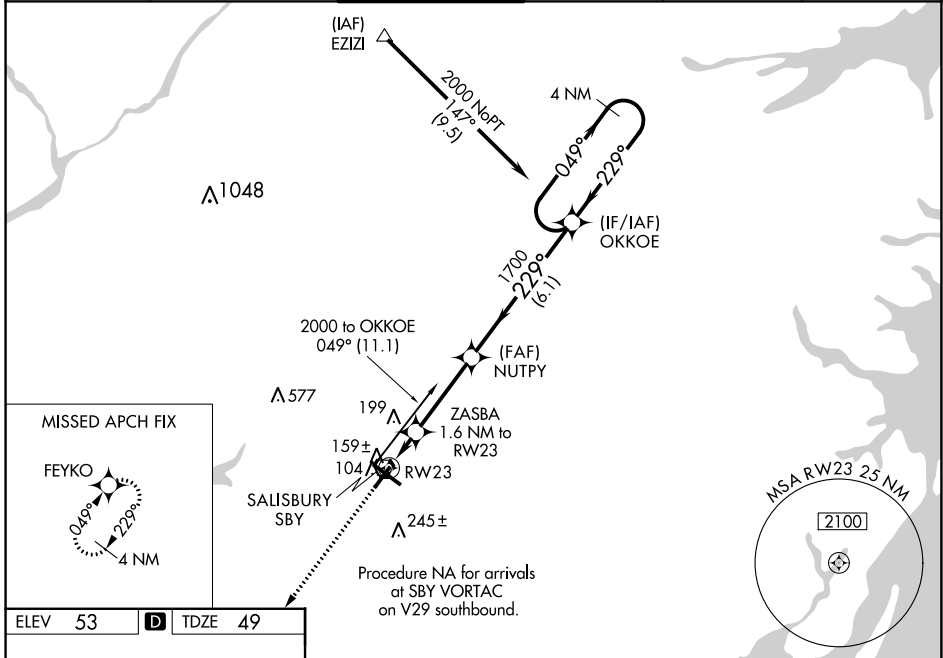 (IAF)
EZIZI
2000 NoPT
147°
(9.5)
4 NM
049°
229°
1048
(IF/IAF)
OKKOE
1700
229°
(6.1)
2000 to OKKOE
049° (11.1)
(FAF)
NUTPY
577
199
ZASBA
1.6 NM to
RW23
159±
104
RW23
SALISBURY
SBY
245±
MISSED APCH FIX
FEYKO
049°
229°
4 NM
MSA RW23 25 NM
2100
Procedure NA for arrivals
at SBY VORTAC
on V29 southbound.
ELEV 53 D TDZE 49